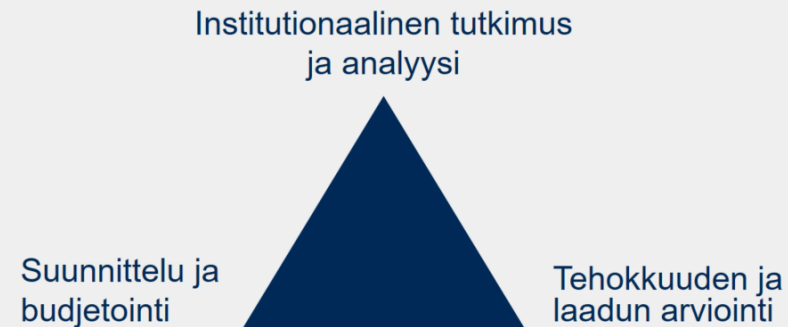 Institutionaalinen tutkimus
ja analyysi
Suunnittelu ja
budjetointi
Tehokkuuden ja
laadun arviointi